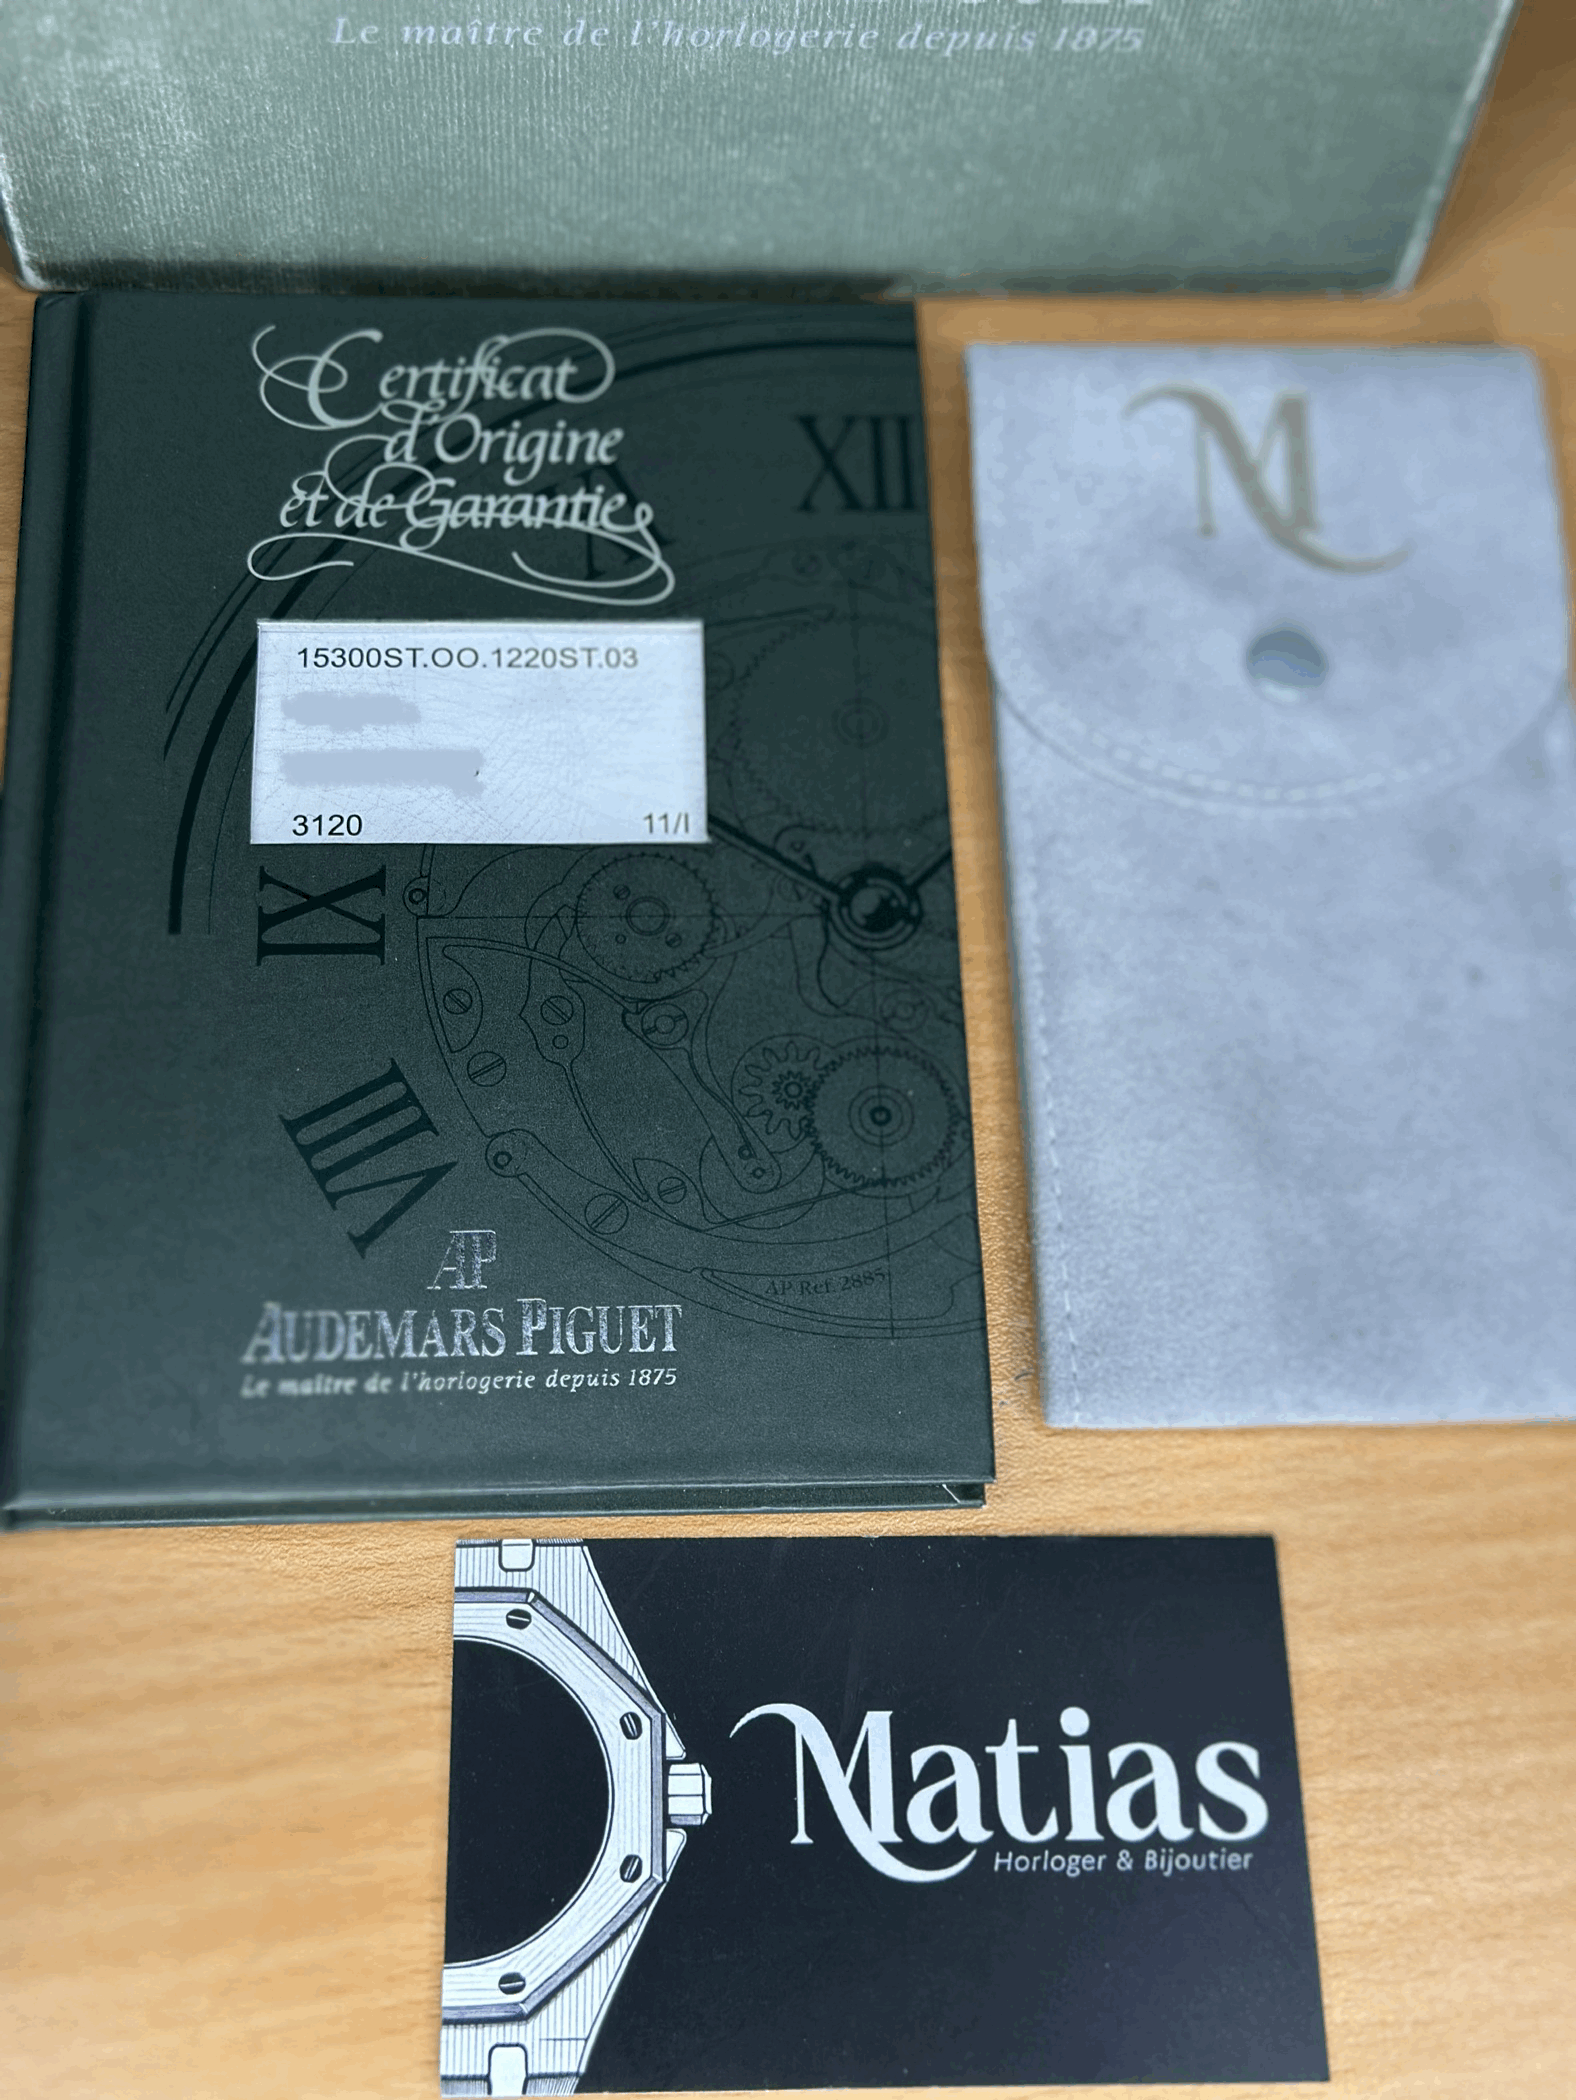 Le maître de l'horlogerie depuis 1875
Certificat
d'Origine
et de Garantie
XII
XI
15300ST.OO.1220ST.03
3120 11/I
IX
VIII
AP Ref. 2885
AP
AUDEMARS PIGUET
Le maître de l'horlogerie depuis 1875
M
Matias
Horloger & Bijoutier